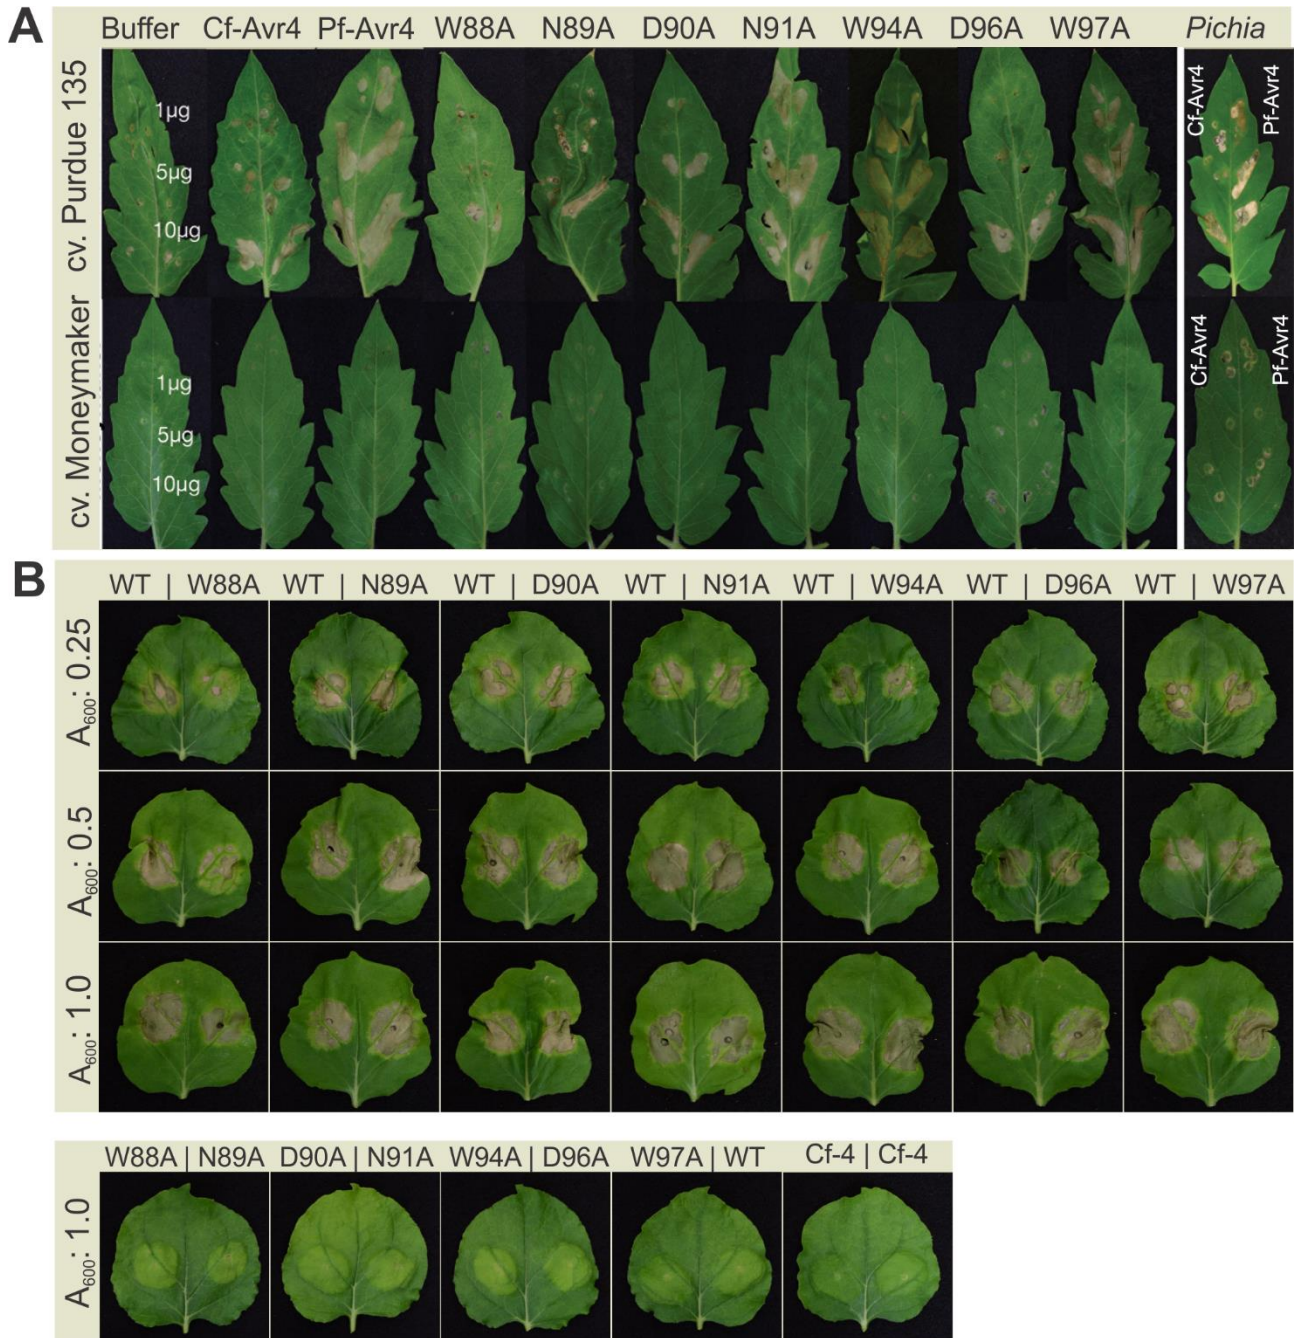 A
Buffer Cf-Avr4 Pf-Avr4 W88A N89A D90A N91A W94A D96A W97A Pichia
cv. Purdue 135
1µg
5µg
10µg
Cf-Avr4
Pf-Avr4
cv. Moneymaker
1µg
5µg
10µg
Cf-Avr4
Pf-Avr4
B
WT | W88A WT | N89A WT | D90A WT | N91A WT | W94A WT | D96A WT | W97A
A600: 0.25
A600: 0.5
A600: 1.0
W88A | N89A D90A | N91A W94A | D96A W97A | WT Cf-4 | Cf-4
A600: 1.0